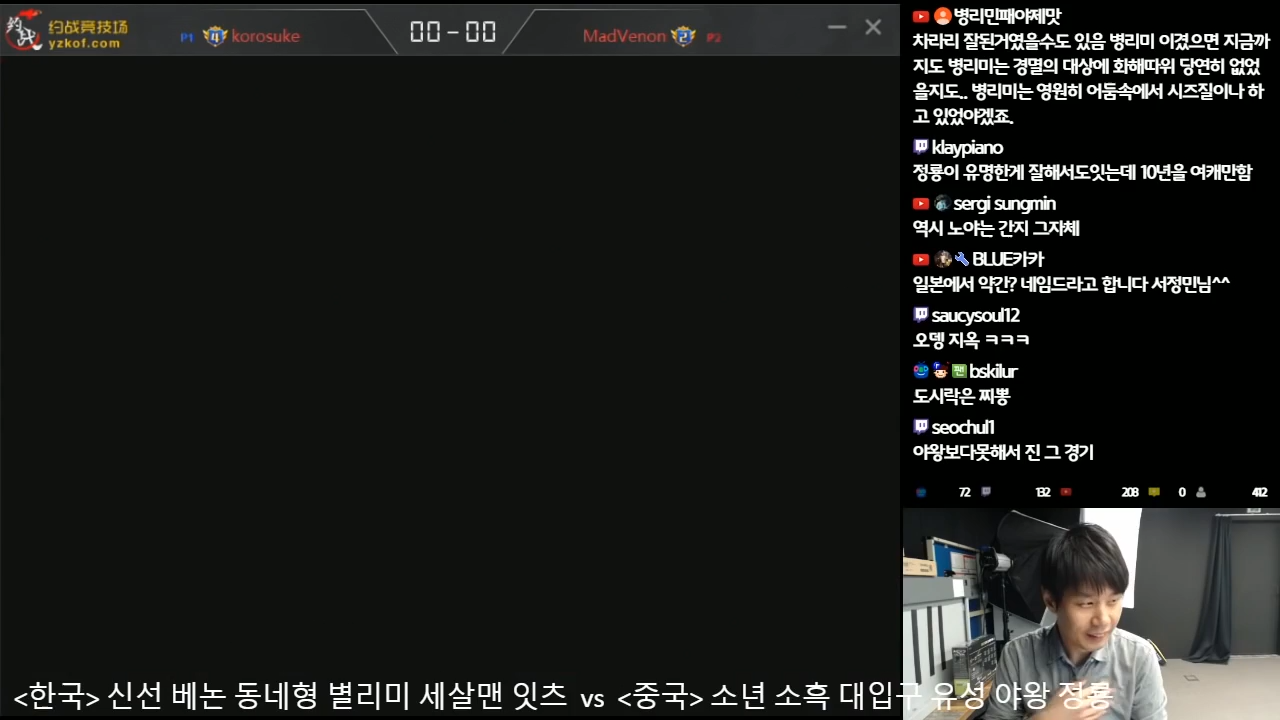 约战竞技场
yzkof.com
P1 4 korosuke
00-00
MadVenon 2 P2
병리민패야제맛
차라리 잘된거였을수도 있음 병리미 이겼으면 지금까
지도 병리미는 경멸의 대상에 화해따위 당연히 없었
을지도.. 병리미는 영원히 어둠속에서 시즈질이나 하
고 있었야겠죠.
klaypiano
정룡이 유명한게 잘해서도잇는데 10년을 여캐만함
sergi sungmin
역시 노야는 간지 그자체
BLUE카카
일본에서 약간? 네임드라고 합니다 서정민님^^
saucysoul12
오뎅 지옥 ㅋㅋㅋ
팬 bskilur
도시락은 찌뽕
seochul1
야왕보다못해서 진 그 경기
72 132 208 0 412
<한국> 신선 베논 동네형 별리미 세살맨 잇츠 vs <중국> 소년 소흑 대입구 유성 야왕 정룡